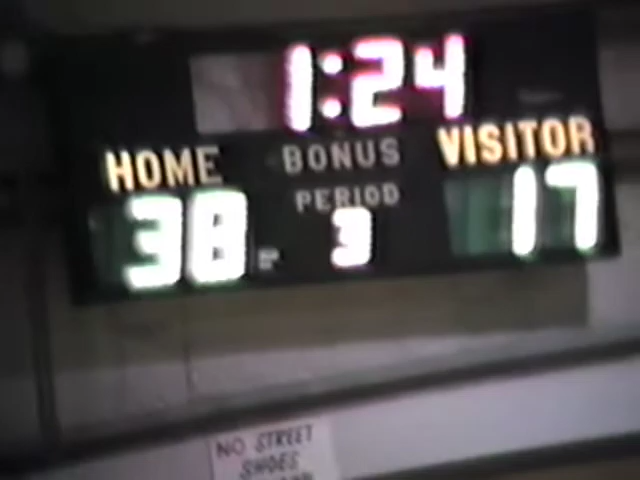 1:24
HOME BONUS VISITOR
PERIOD
38 3 17
NO STREET
SHOES